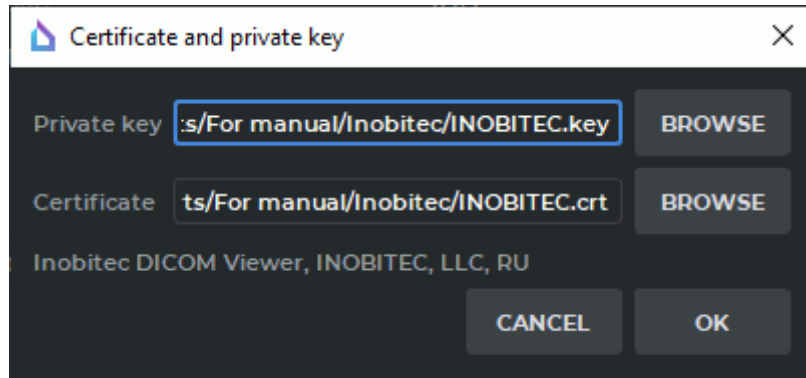 Certificate and private key
Private key :s/For manual/Inobitec/INOBITEC.key BROWSE
Certificate ts/For manual/Inobitec/INOBITEC.crt BROWSE
Inobitec DICOM Viewer, INOBITEC, LLC, RU
CANCEL OK